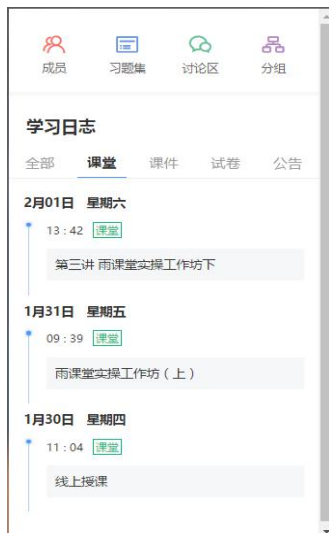 成员 习题集 讨论区 分组
学习日志
全部 课堂 课件 试卷 公告
2月01日 星期六
13 : 42 课堂
第三讲 雨课堂实操工作坊下
1月31日 星期五
09 : 39 课堂
雨课堂实操工作坊（上）
1月30日 星期四
11 : 04 课堂
线上授课